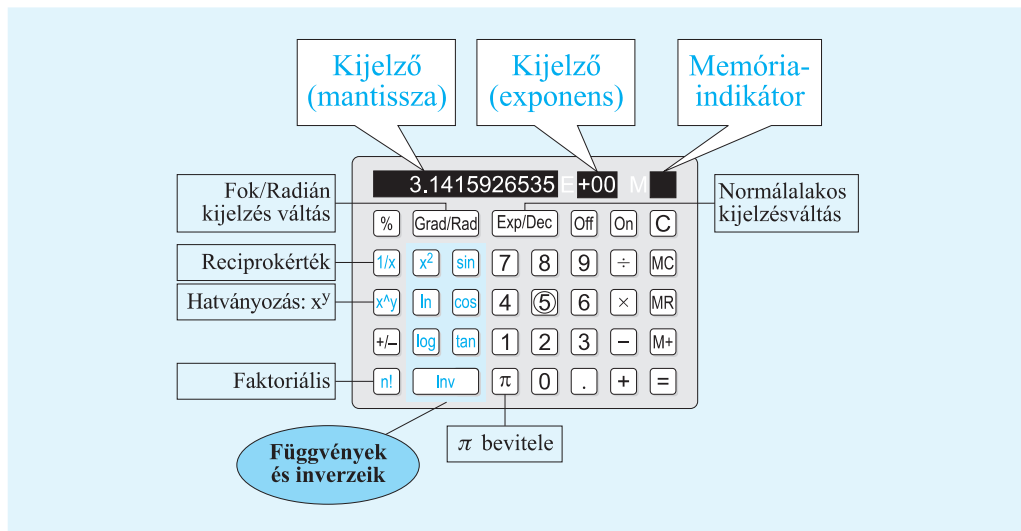 Kijelző
(mantissza)
Kijelző
(exponens)
Memória-
indikátor
3.1415926535 E +00 M
Fok/Radián
kijelzés váltás
Normálalakos
kijelzésváltás
% Grad/Rad Exp/Dec Off On C
Reciprokérték
1/x x² sin 7 8 9 ÷ MC
Hatványozás: xʸ
x^y ln cos 4 5 6 × MR
+/– log tan 1 2 3 – M+
Faktoriális
n! Inv π 0 . + =
Függvények
és inverzeik
π bevitele